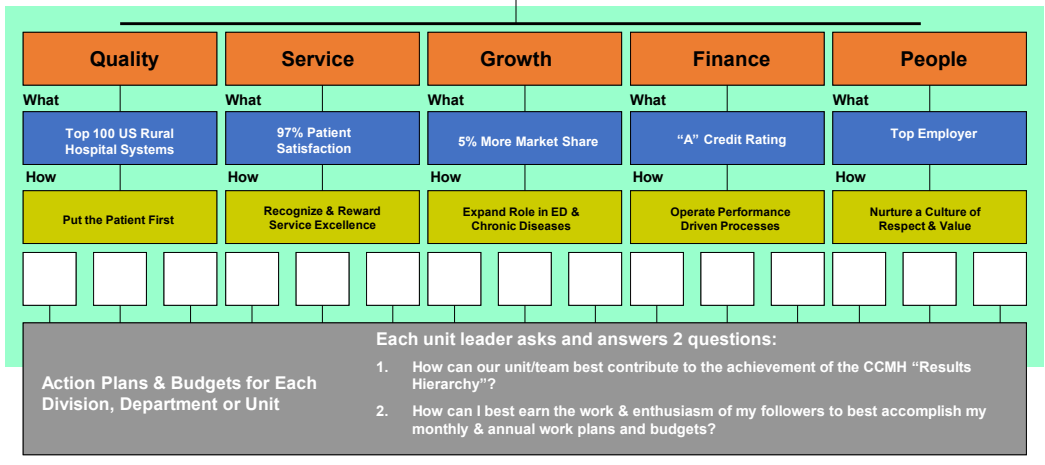 Quality
Service
Growth
Finance
People
What
What
What
What
What
Top 100 US Rural
Hospital Systems
97% Patient
Satisfaction
5% More Market Share
“A” Credit Rating
Top Employer
How
How
How
How
How
Put the Patient First
Recognize & Reward
Service Excellence
Expand Role in ED &
Chronic Diseases
Operate Performance
Driven Processes
Nurture a Culture of
Respect & Value
Action Plans & Budgets for Each
Division, Department or Unit
Each unit leader asks and answers 2 questions:
1. How can our unit/team best contribute to the achievement of the CCMH “Results
Hierarchy”?
2. How can I best earn the work & enthusiasm of my followers to best accomplish my
monthly & annual work plans and budgets?